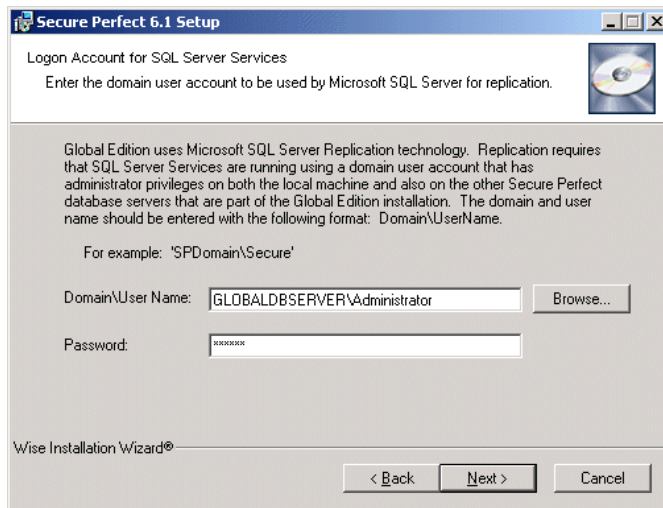 Secure Perfect 6.1 Setup
Logon Account for SQL Server Services
Enter the domain user account to be used by Microsoft SQL Server for replication.
Global Edition uses Microsoft SQL Server Replication technology. Replication requires
that SQL Server Services are running using a domain user account that has
administrator privileges on both the local machine and also on the other Secure Perfect
database servers that are part of the Global Edition installation. The domain and user
name should be entered with the following format: Domain\UserName.
For example: 'SPDomain\Secure'
Domain\User Name: GLOBALDBSERVER\Administrator Browse...
Password: ******
Wise Installation Wizard®
< Back Next > Cancel